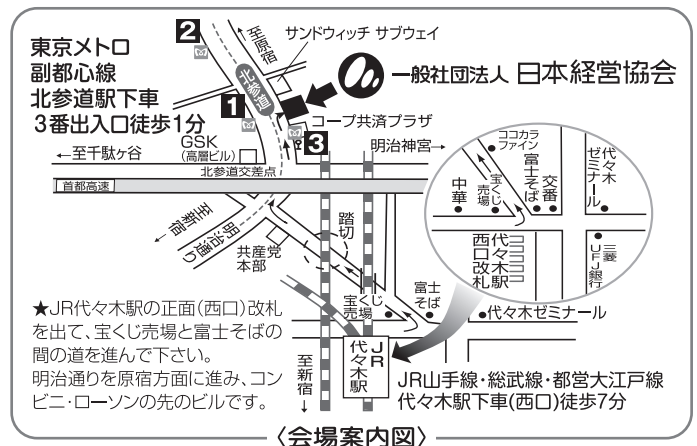 東京メトロ
副都心線
北参道駅下車
3番出入口徒歩1分
2
至原宿
サンドウィッチ サブウェイ
北参道
1
一般社団法人 日本経営協会
コープ共済プラザ
3
GSK
(高層ビル)
明治神宮→
←至千駄ヶ谷
北参道交差点
首都高速
至新宿
明治通り
共産党
本部
踏切
宝くじ
売場
富士
そば
代々木ゼミナール
ココカラ
ファイン
中華
宝くじ
売場
富士そば
交番
代々木
ゼミナール
代々木駅
西口改札
三菱
UFJ銀行
★JR代々木駅の正面(西口)改札
を出て、宝くじ売場と富士そばの
間の道を進んで下さい。
明治通りを原宿方面に進み、コン
ビニ・ローソンの先のビルです。
至新宿
JR
代々木駅
JR山手線・総武線・都営大江戸線
代々木駅下車(西口)徒歩7分
〈会場案内図〉